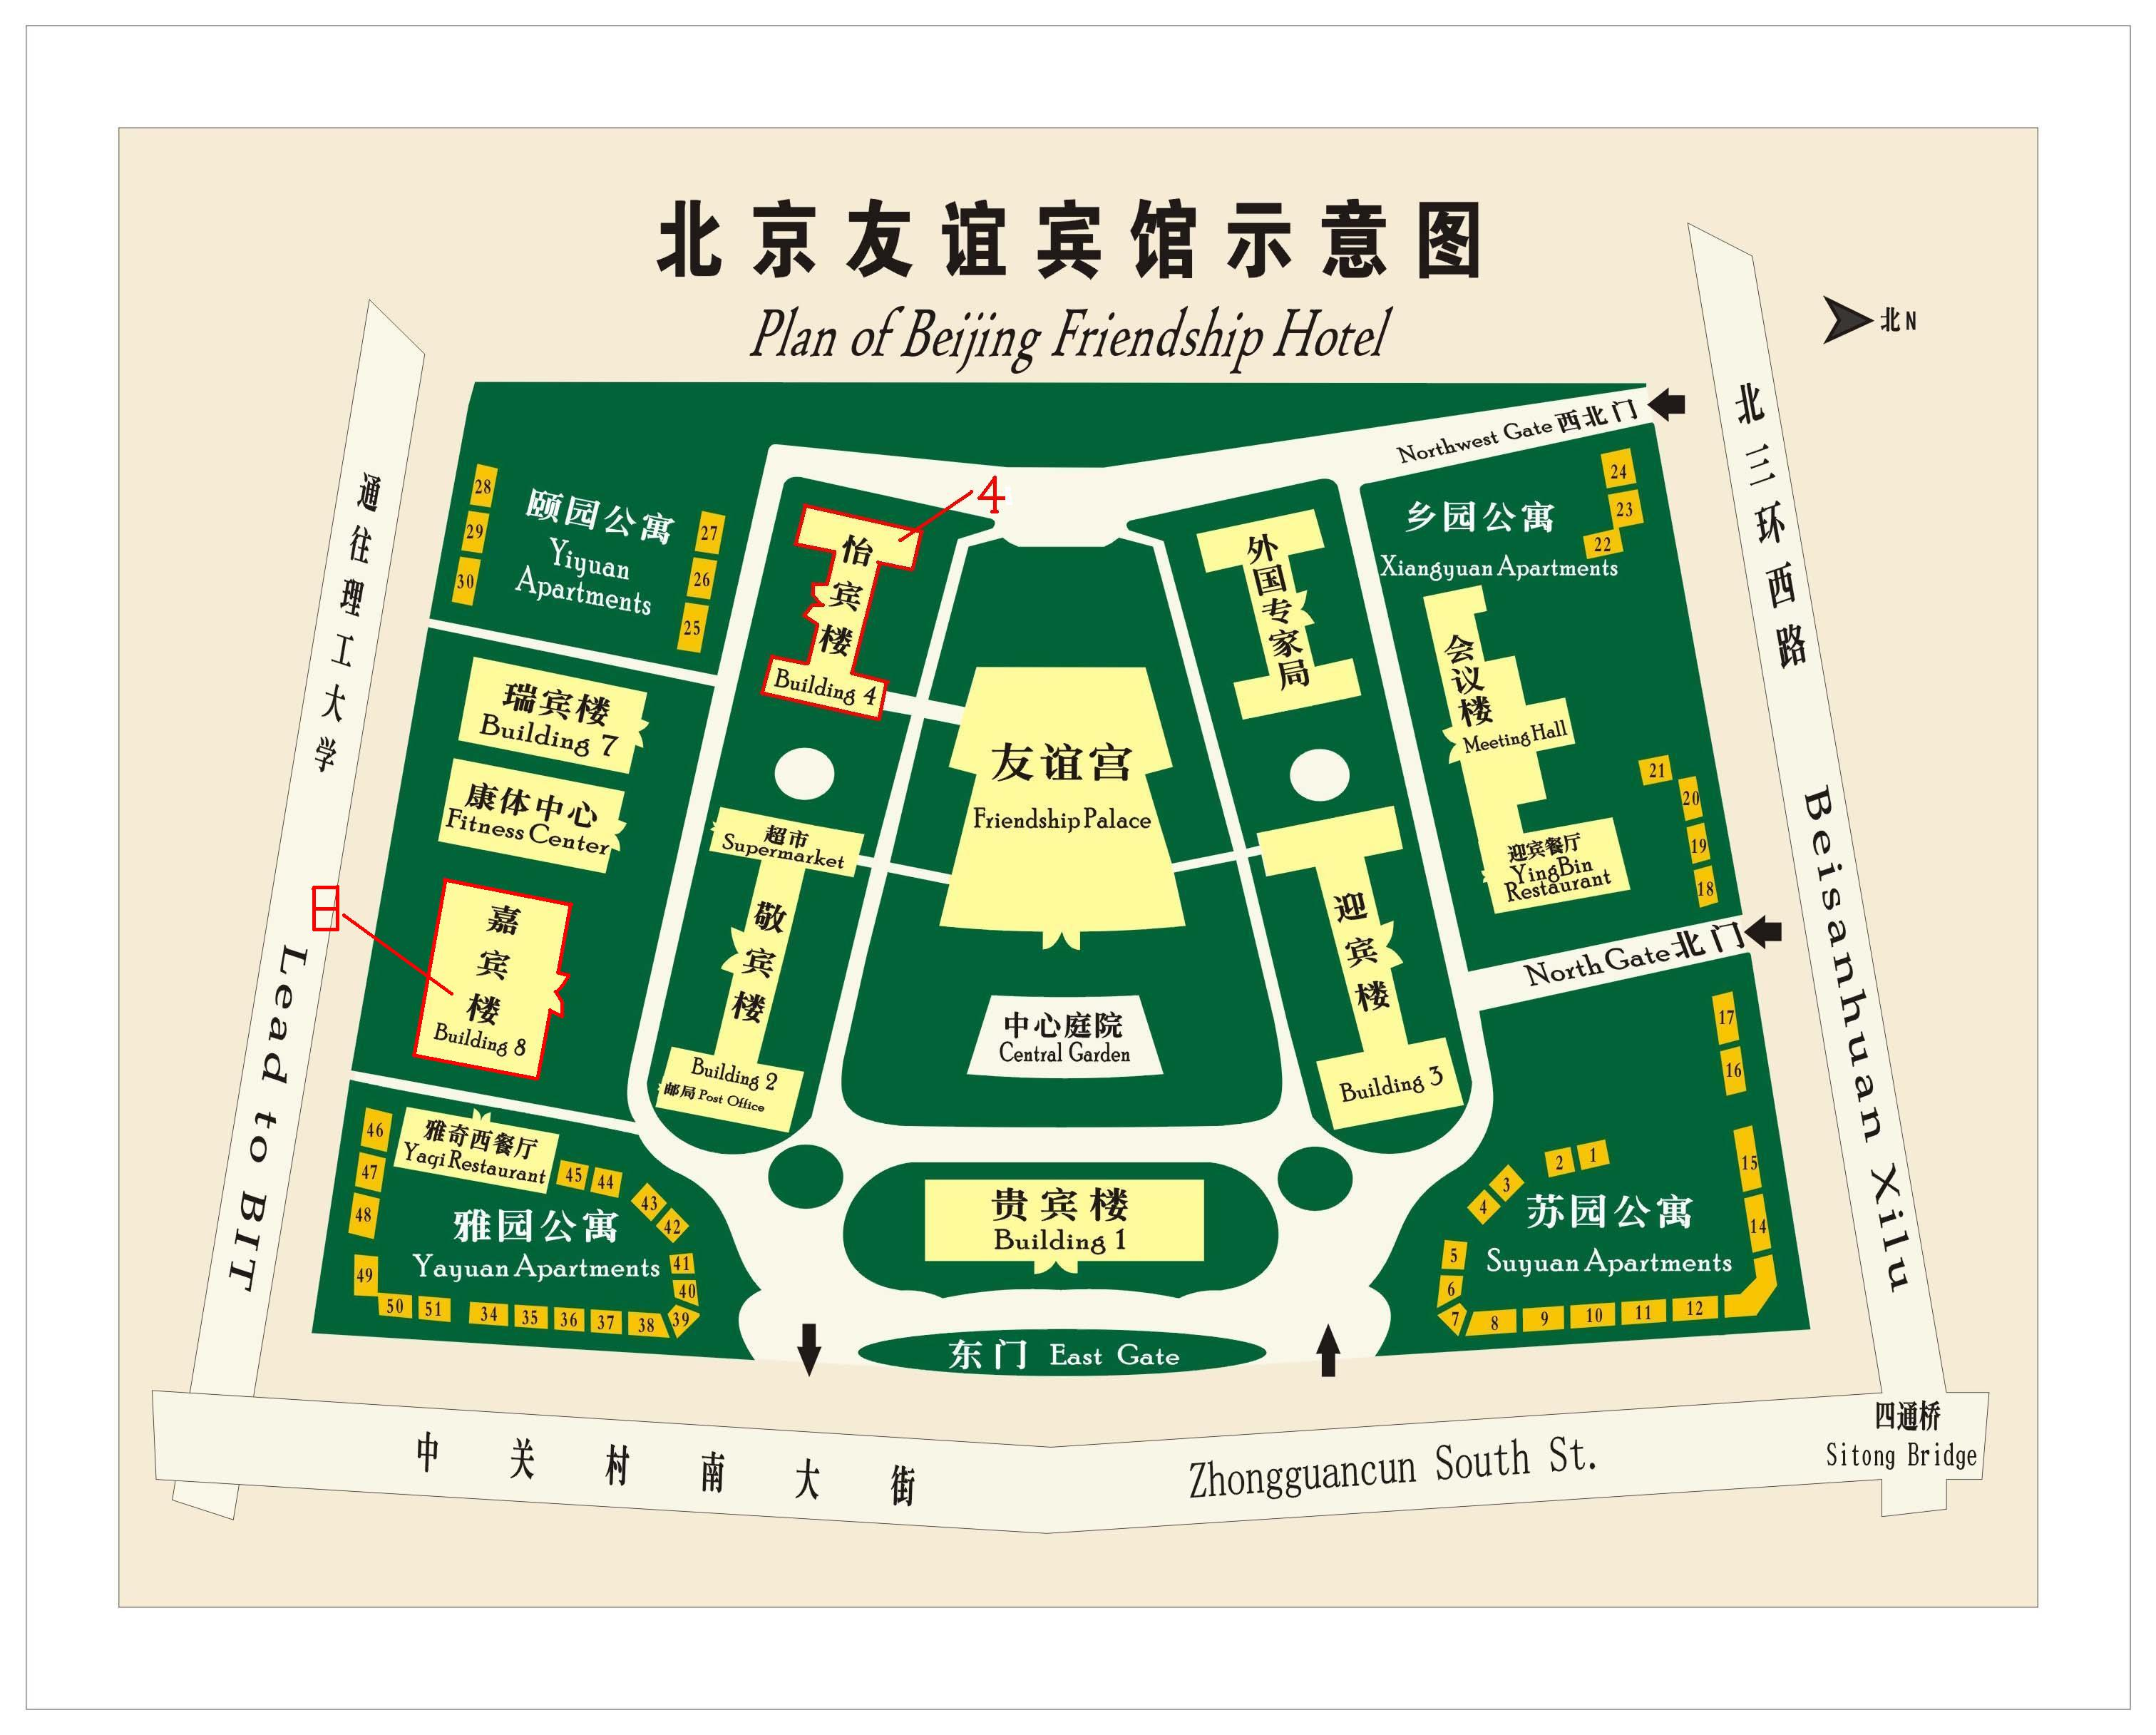 北京友谊宾馆示意图
Plan of Beijing Friendship Hotel
北N
Northwest Gate 西北门
北三环西路
Beisanhuan Xilu
通往理工大学
Lead to BIT
28
29
30
颐园公寓
Yiyuan
Apartments
27
26
25
4
怡宾楼
Building 4
外国专家局
乡园公寓
Xiangyuan Apartments
24
23
22
会议楼
Meeting Hall
瑞宾楼
Building 7
康体中心
Fitness Center
8
嘉宾楼
Building 8
超市
Supermarket
敬宾楼
Building 2
邮局 Post Office
友谊宫
Friendship Palace
中心庭院
Central Garden
迎宾楼
Building 3
迎宾餐厅
YingBin
Restaurant
21
20
19
18
North Gate 北门
46
47
48
49
50
51
34
35
36
37
38
39
40
41
42
43
44
45
雅奇西餐厅
Yaqi Restaurant
雅园公寓
Yayuan Apartments
贵宾楼
Building 1
17
16
15
14
12
11
10
9
8
7
6
5
4
3
2
1
苏园公寓
Suyuan Apartments
东门 East Gate
中关村南大街
Zhongguancun South St.
四通桥
Sitong Bridge